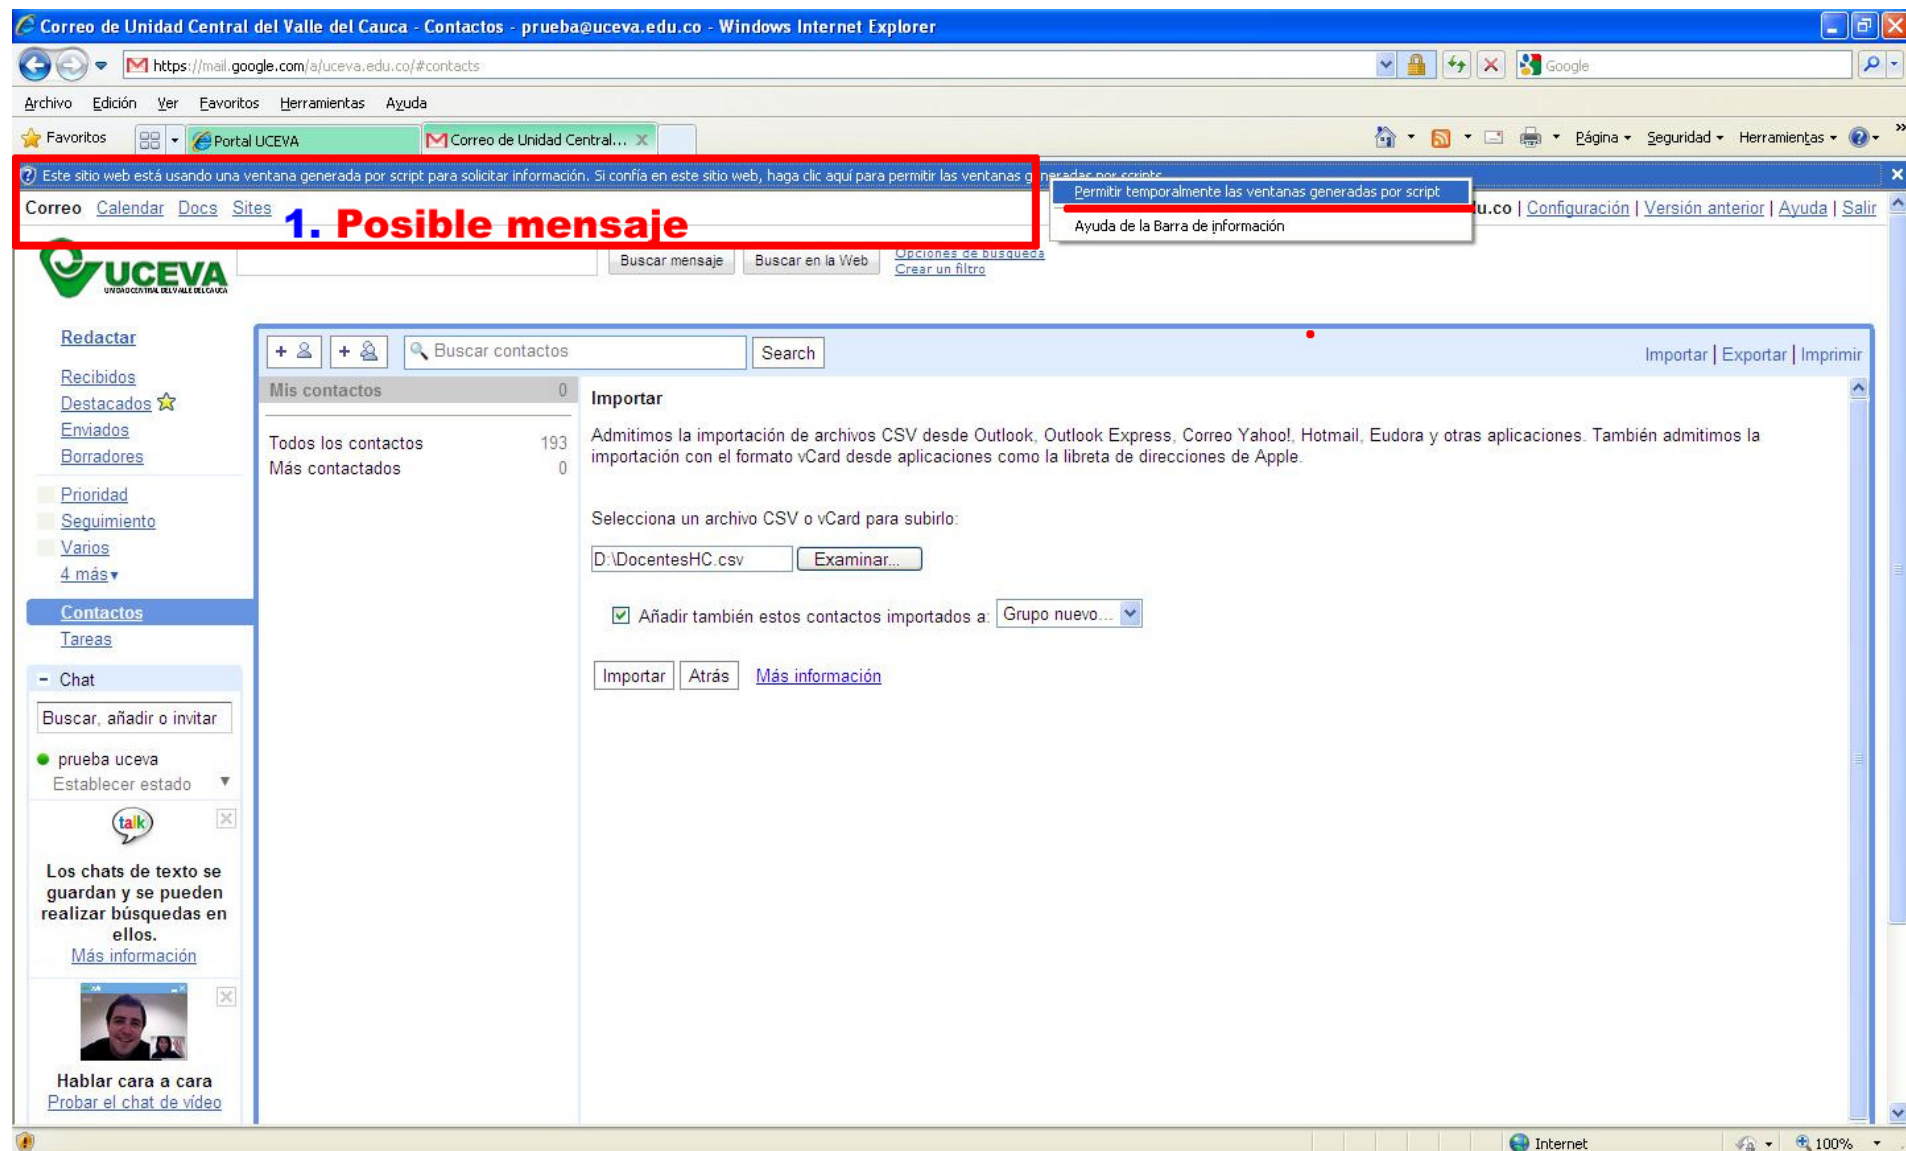 Correo de Unidad Central del Valle del Cauca - Contactos - prueba@uceva.edu.co - Windows Internet Explorer
https://mail.google.com/a/uceva.edu.co/#contacts
Google
Archivo Edición Ver Favoritos Herramientas Ayuda
Favoritos
Portal UCEVA
Correo de Unidad Central...
Página
Seguridad
Herramientas
Este sitio web está usando una ventana generada por script para solicitar información. Si confía en este sitio web, haga clic aquí para permitir las ventanas generadas por scripts
Permitir temporalmente las ventanas generadas por script
Ayuda de la Barra de información
Correo Calendar Docs Sites
du.co | Configuración | Versión anterior | Ayuda | Salir
1. Posible mensaje
UCEVA
UNIDAD CENTRAL DEL VALLE DEL CAUCA
Buscar mensaje
Buscar en la Web
Opciones de búsqueda
Crear un filtro
Redactar
Recibidos
Destacados
Enviados
Borradores
Prioridad
Seguimiento
Varios
4 más
Contactos
Tareas
Chat
Buscar, añadir o invitar
prueba uceva
Establecer estado
talk
Los chats de texto se
guardan y se pueden
realizar búsquedas en
ellos.
Más información
Hablar cara a cara
Probar el chat de vídeo
Buscar contactos
Search
Importar | Exportar | Imprimir
Mis contactos 0
Todos los contactos 193
Más contactados 0
Importar
Admitimos la importación de archivos CSV desde Outlook, Outlook Express, Correo Yahoo!, Hotmail, Eudora y otras aplicaciones. También admitimos la
importación con el formato vCard desde aplicaciones como la libreta de direcciones de Apple.
Selecciona un archivo CSV o vCard para subirlo:
D:\DocentesHC.csv
Examinar...
Añadir también estos contactos importados a: Grupo nuevo...
Importar
Atrás
Más información
Internet
100%